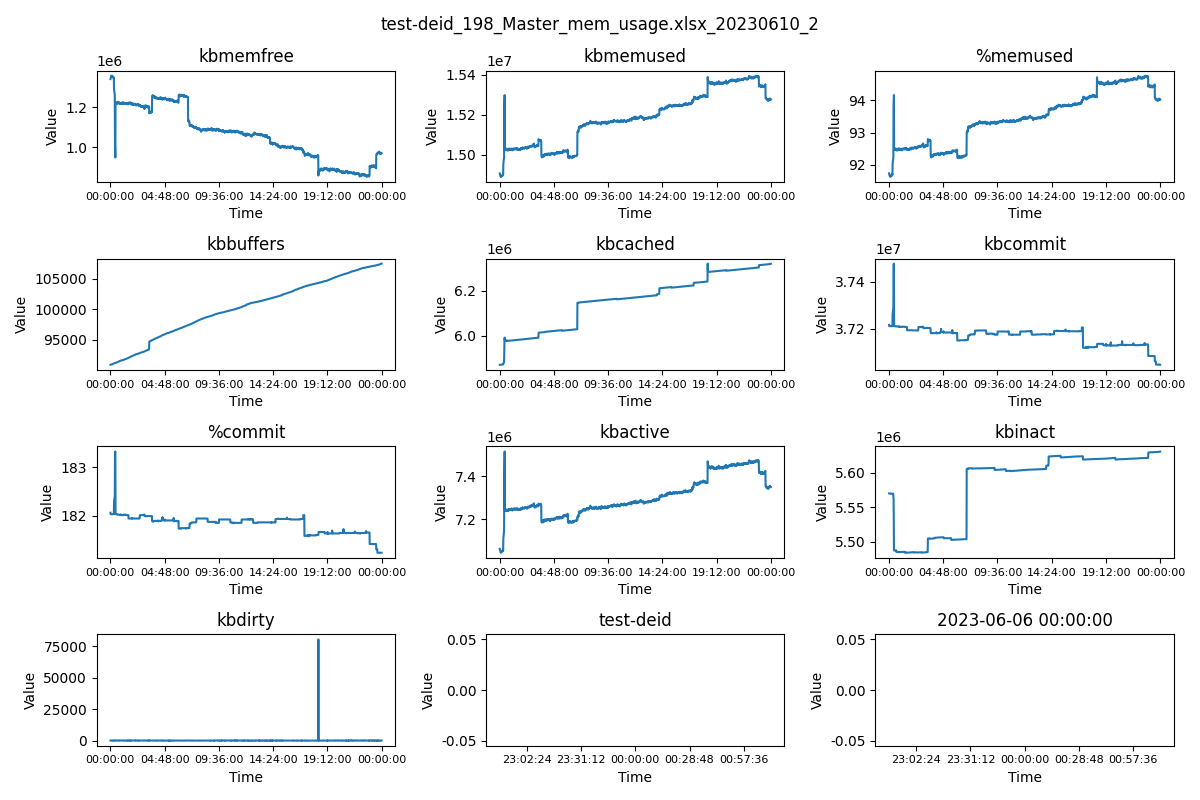 test-deid_198_Master_mem_usage.xlsx_20230610_2
kbmemfree kbmemused %memused
1e6 1e7
Value 1.2 1.0 Value 1.54 1.52 1.50 Value 94 93 92
00:00:00 04:48:00 09:36:00 14:24:00 19:12:00 00:00:00 00:00:00 04:48:00 09:36:00 14:24:00 19:12:00 00:00:00 00:00:00 04:48:00 09:36:00 14:24:00 19:12:00 00:00:00
Time Time Time
kbbuffers kbcached kbcommit
1e6 1e7
Value 105000 100000 95000 Value 6.2 6.0 Value 3.74 3.72
00:00:00 04:48:00 09:36:00 14:24:00 19:12:00 00:00:00 00:00:00 04:48:00 09:36:00 14:24:00 19:12:00 00:00:00 00:00:00 04:48:00 09:36:00 14:24:00 19:12:00 00:00:00
Time Time Time
%commit kbactive kbinact
1e6 1e6
Value 183 182 Value 7.4 7.2 Value 5.60 5.55 5.50
00:00:00 04:48:00 09:36:00 14:24:00 19:12:00 00:00:00 00:00:00 04:48:00 09:36:00 14:24:00 19:12:00 00:00:00 00:00:00 04:48:00 09:36:00 14:24:00 19:12:00 00:00:00
Time Time Time
kbdirty test-deid 2023-06-06 00:00:00
Value 75000 50000 25000 0 Value 0.05 0.00 -0.05 Value 0.05 0.00 -0.05
00:00:00 04:48:00 09:36:00 14:24:00 19:12:00 00:00:00 23:02:24 23:31:12 00:00:00 00:28:48 00:57:36 23:02:24 23:31:12 00:00:00 00:28:48 00:57:36
Time Time Time